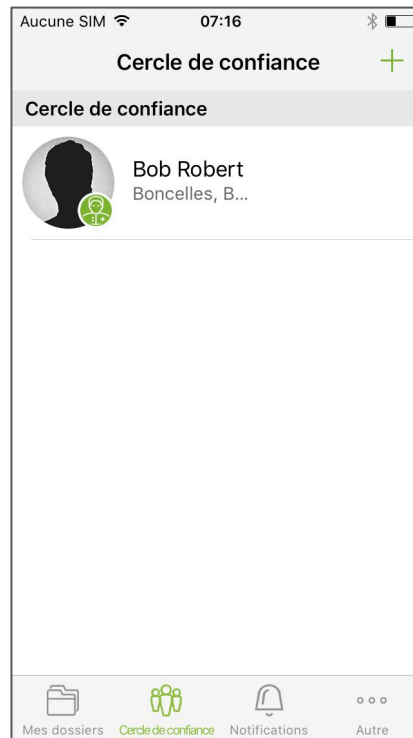 Aucune SIM 07:16
Cercle de confiance +
Cercle de confiance
Bob Robert
Boncelles, B...
Mes dossiers Cercle de confiance Notifications Autre